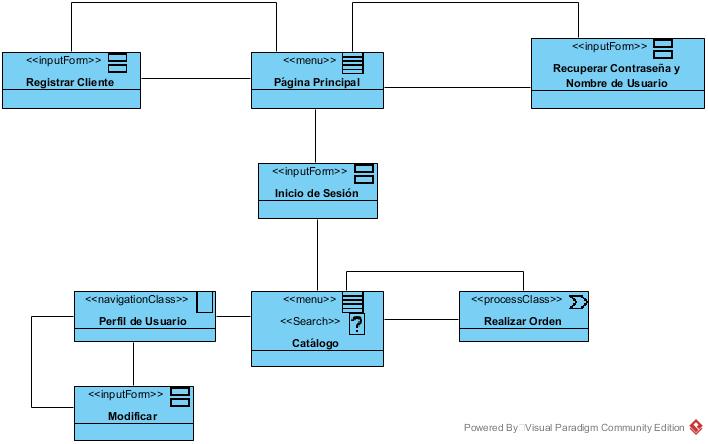 <<inputForm>>
Registrar Cliente
<<menu>>
Página Principal
<<inputForm>>
Recuperar Contraseña y
Nombre de Usuario
<<inputForm>>
Inicio de Sesión
<<navigationClass>>
Perfil de Usuario
<<menu>>
<<Search>>
?
Catálogo
<<processClass>>
Realizar Orden
<<inputForm>>
Modificar
Powered By Visual Paradigm Community Edition